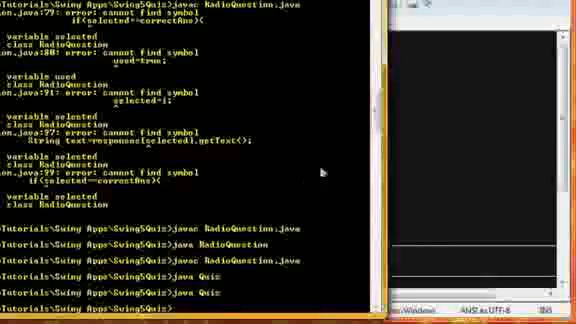 Tutorials\Swing Apps\Swing5Quiz>javac RadioQuestion.java
on.java:79: error: cannot find symbol
if(selected==correctAns){
^
variable selected
class RadioQuestion
on.java:80: error: cannot find symbol
used=true;
^
variable used
class RadioQuestion
on.java:91: error: cannot find symbol
selected=i;
^
variable selected
class RadioQuestion
on.java:97: error: cannot find symbol
String text=responses[selected].getText();
^
variable selected
class RadioQuestion
on.java:99: error: cannot find symbol
if(selected==correctAns){
^
variable selected
class RadioQuestion
Tutorials\Swing Apps\Swing5Quiz>javac RadioQuestion.java
Tutorials\Swing Apps\Swing5Quiz>java RadioQuestion
Tutorials\Swing Apps\Swing5Quiz>javac RadioQuestion.java
Tutorials\Swing Apps\Swing5Quiz>java Quiz
Tutorials\Swing Apps\Swing5Quiz>java Quiz
Tutorials\Swing Apps\Swing5Quiz>
Windows ANSI as UTF-8 INS